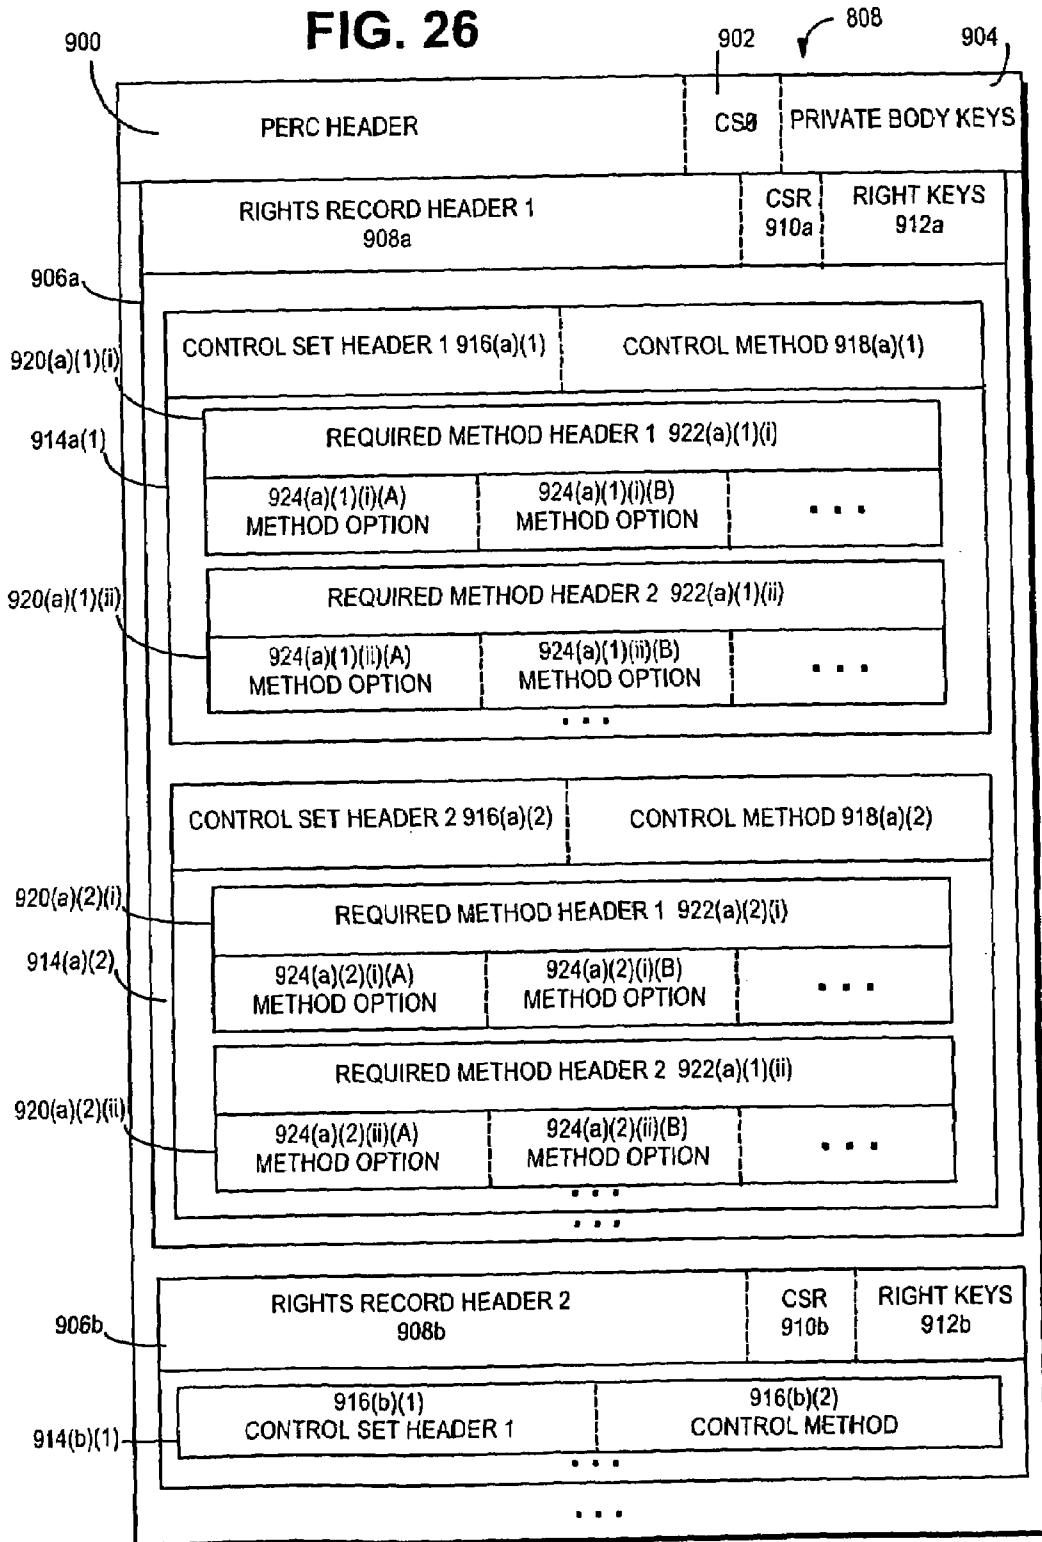 FIG. 26
900
902
808
904
PERC HEADER
CS0
PRIVATE BODY KEYS
RIGHTS RECORD HEADER 1
908a
CSR
910a
RIGHT KEYS
912a
906a
CONTROL SET HEADER 1 916(a)(1)
CONTROL METHOD 918(a)(1)
920(a)(1)(i)
914a(1)
REQUIRED METHOD HEADER 1 922(a)(1)(i)
924(a)(1)(i)(A)
METHOD OPTION
924(a)(1)(i)(B)
METHOD OPTION
...
920(a)(1)(ii)
REQUIRED METHOD HEADER 2 922(a)(1)(ii)
924(a)(1)(ii)(A)
METHOD OPTION
924(a)(1)(ii)(B)
METHOD OPTION
...
...
CONTROL SET HEADER 2 916(a)(2)
CONTROL METHOD 918(a)(2)
920(a)(2)(i)
914(a)(2)
REQUIRED METHOD HEADER 1 922(a)(2)(i)
924(a)(2)(i)(A)
METHOD OPTION
924(a)(2)(i)(B)
METHOD OPTION
...
920(a)(2)(ii)
REQUIRED METHOD HEADER 2 922(a)(1)(ii)
924(a)(2)(ii)(A)
METHOD OPTION
924(a)(2)(ii)(B)
METHOD OPTION
...
...
...
906b
RIGHTS RECORD HEADER 2
908b
CSR
910b
RIGHT KEYS
912b
914(b)(1)
916(b)(1)
CONTROL SET HEADER 1
916(b)(2)
CONTROL METHOD
...
...